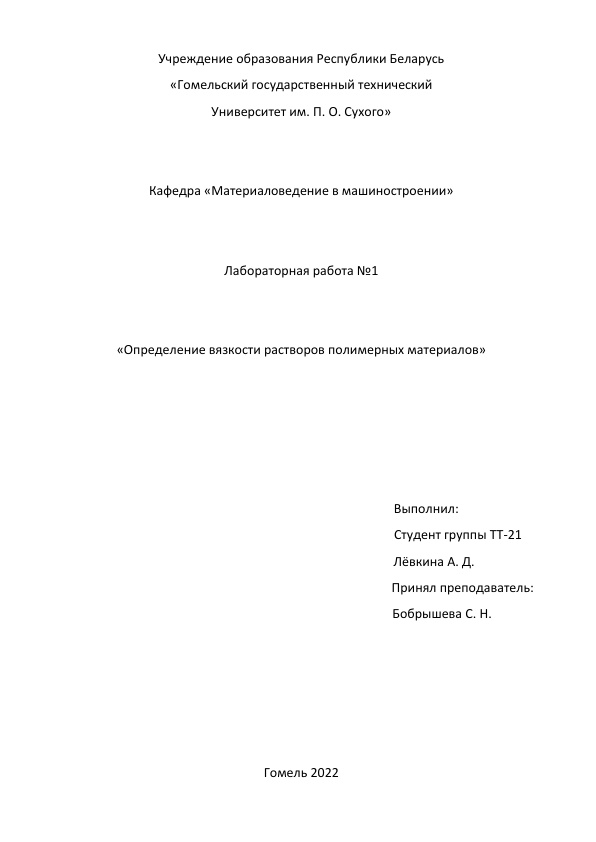 Учреждение образования Республики Беларусь
«Гомельский государственный технический
Университет им. П. О. Сухого»
Кафедра «Материаловедение в машиностроении»
Лабораторная работа №1
«Определение вязкости растворов полимерных материалов»
Выполнил:
Студент группы ТТ-21
Лёвкина А. Д.
Принял преподаватель:
Бобрышева С. Н.
Гомель 2022